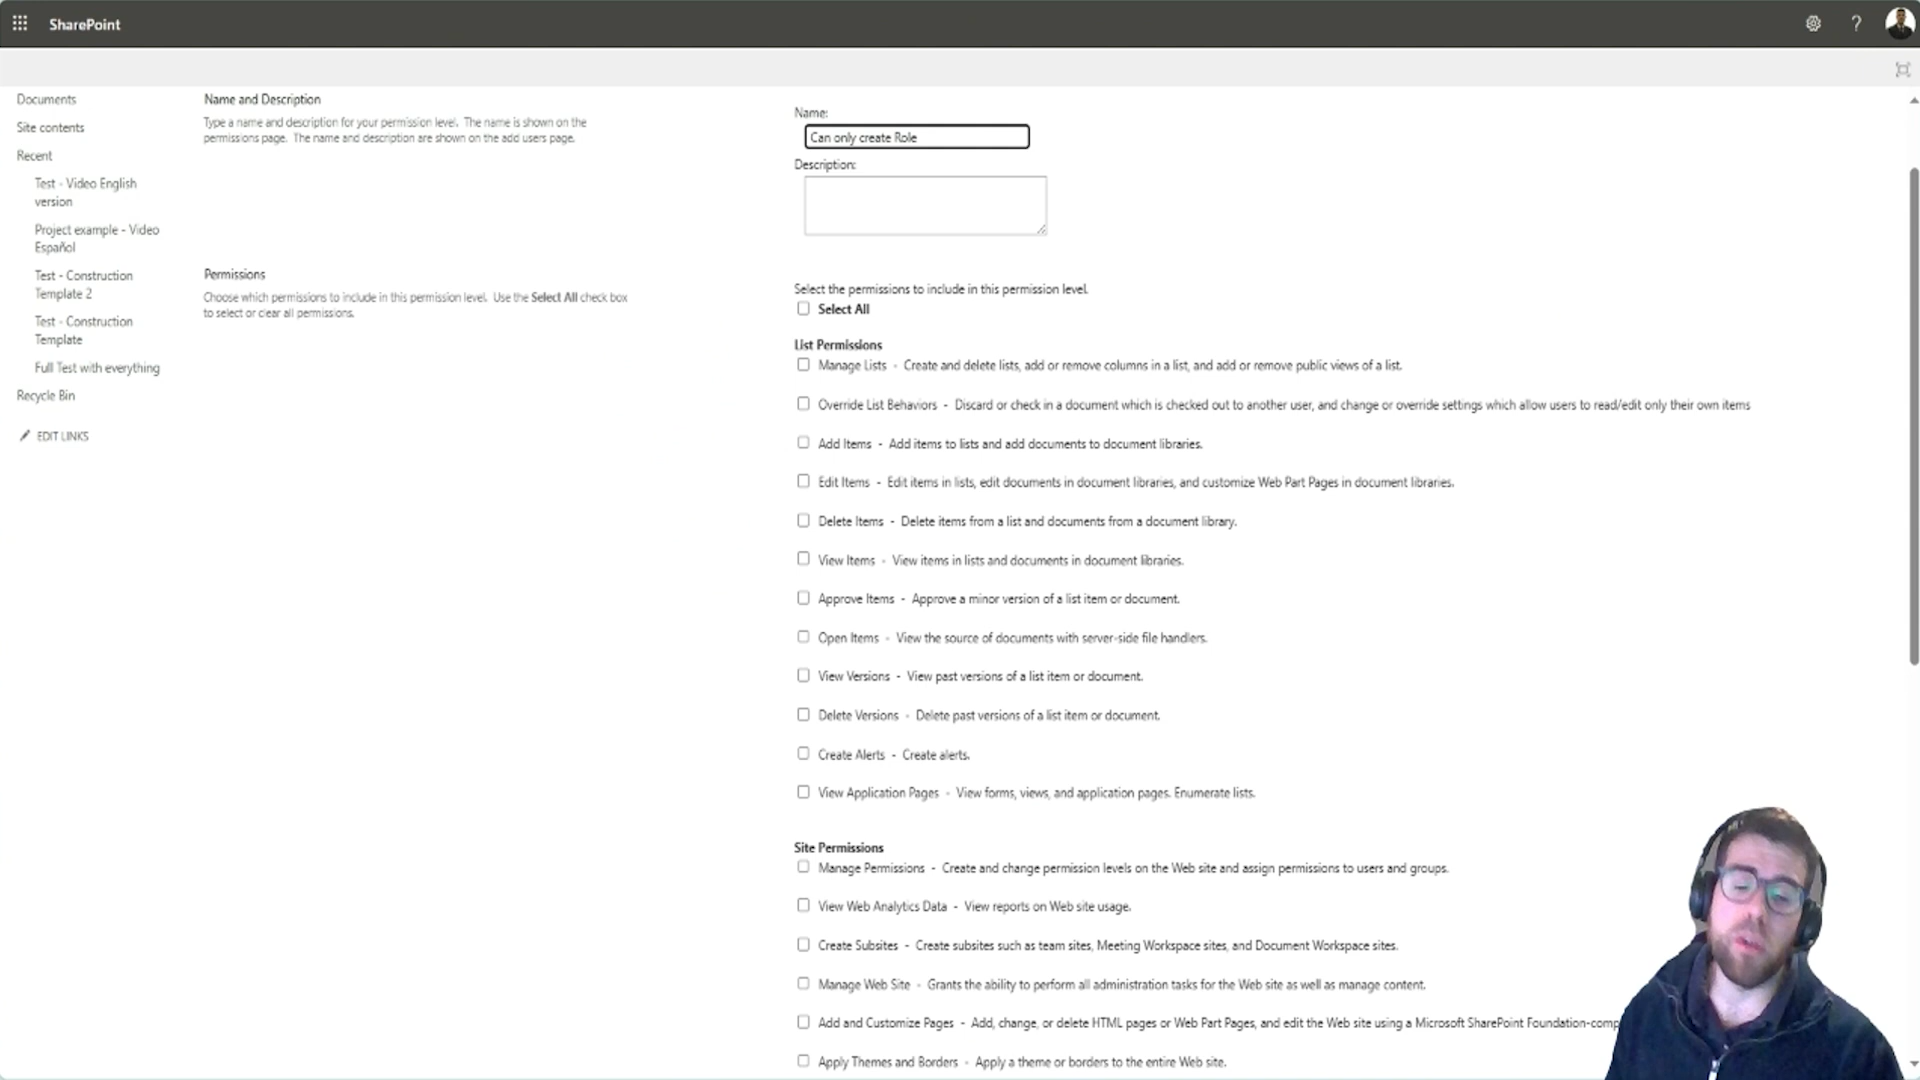 SharePoint
?
Documents
Site contents
Recent
Test - Video English
version
Project example - Video
Español
Test - Construction
Template 2
Test - Construction
Template
Full Test with everything
Recycle Bin
EDIT LINKS
Name and Description
Type a name and description for your permission level. The name is shown on the
permissions page. The name and description are shown on the add users page.
Name:
Can only create Role
Description:
Permissions
Choose which permissions to include in this permission level. Use the Select All check box
to select or clear all permissions.
Select the permissions to include in this permission level.
Select All
List Permissions
Manage Lists - Create and delete lists, add or remove columns in a list, and add or remove public views of a list.
Override List Behaviors - Discard or check in a document which is checked out to another user, and change or override settings which allow users to read/edit only their own items
Add Items - Add items to lists and add documents to document libraries.
Edit Items - Edit items in lists, edit documents in document libraries, and customize Web Part Pages in document libraries.
Delete Items - Delete items from a list and documents from a document library.
View Items - View items in lists and documents in document libraries.
Approve Items - Approve a minor version of a list item or document.
Open Items - View the source of documents with server-side file handlers.
View Versions - View past versions of a list item or document.
Delete Versions - Delete past versions of a list item or document.
Create Alerts - Create alerts.
View Application Pages - View forms, views, and application pages. Enumerate lists.
Site Permissions
Manage Permissions - Create and change permission levels on the Web site and assign permissions to users and groups.
View Web Analytics Data - View reports on Web site usage.
Create Subsites - Create subsites such as team sites, Meeting Workspace sites, and Document Workspace sites.
Manage Web Site - Grants the ability to perform all administration tasks for the Web site as well as manage content.
Add and Customize Pages - Add, change, or delete HTML pages or Web Part Pages, and edit the Web site using a Microsoft SharePoint Foundation-comp
Apply Themes and Borders - Apply a theme or borders to the entire Web site.